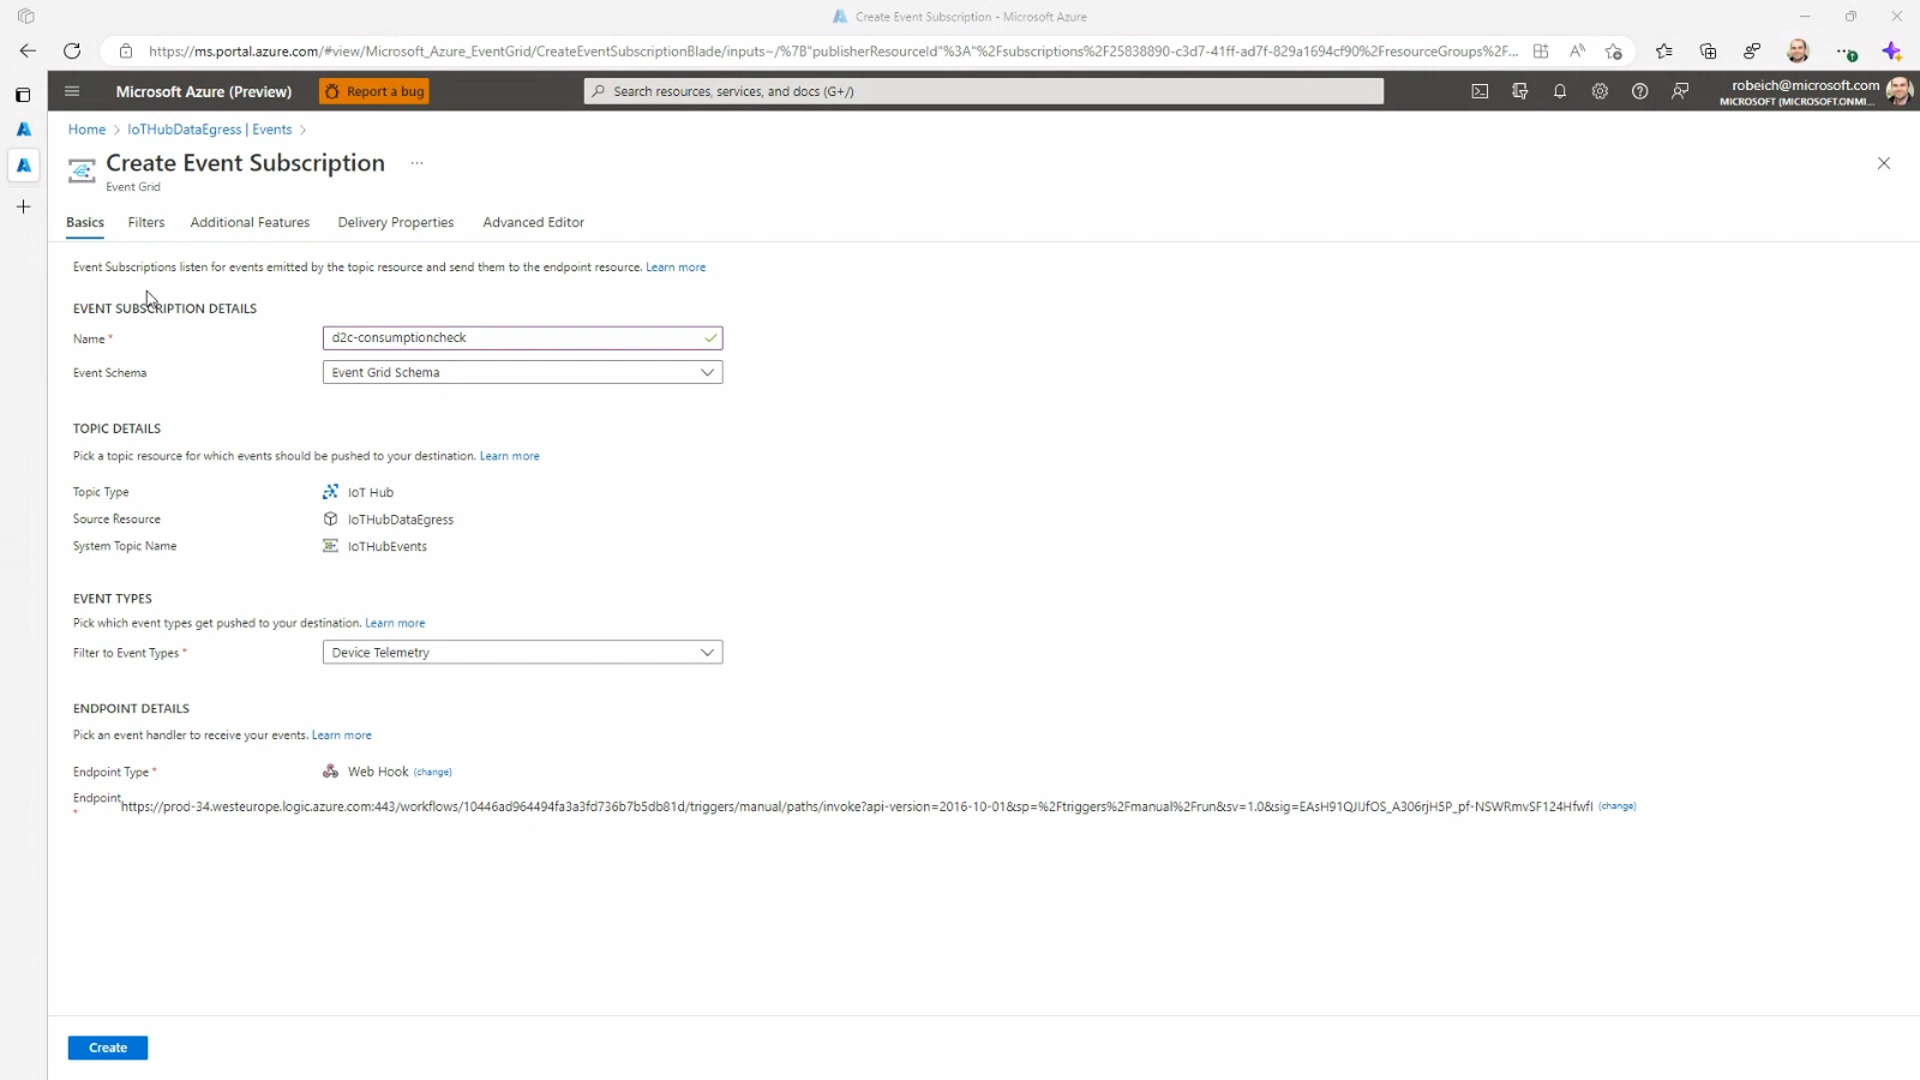 Create Event Subscription - Microsoft Azure
https://ms.portal.azure.com/#view/Microsoft_Azure_EventGrid/CreateEventSubscriptionBlade/inputs~/%7B"publisherResourceId"%3A"%2Fsubscriptions%2F25838890-c3d7-41ff-ad7f-829a1694cf90%2FresourceGroups%2F...
Microsoft Azure (Preview)
Report a bug
Search resources, services, and docs (G+/)
robeich@microsoft.com
MICROSOFT (MICROSOFT.ONMI...
Home > IoTHubDataEgress | Events >
Create Event Subscription ...
Event Grid
Basics Filters Additional Features Delivery Properties Advanced Editor
Event Subscriptions listen for events emitted by the topic resource and send them to the endpoint resource. Learn more
EVENT SUBSCRIPTION DETAILS
Name * d2c-consumptioncheck
Event Schema Event Grid Schema
TOPIC DETAILS
Pick a topic resource for which events should be pushed to your destination. Learn more
Topic Type IoT Hub
Source Resource IoTHubDataEgress
System Topic Name IoTHubEvents
EVENT TYPES
Pick which event types get pushed to your destination. Learn more
Filter to Event Types * Device Telemetry
ENDPOINT DETAILS
Pick an event handler to receive your events. Learn more
Endpoint Type * Web Hook (change)
Endpoint * https://prod-34.westeurope.logic.azure.com:443/workflows/10446ad964494fa3a3fd736b7b5db81d/triggers/manual/paths/invoke?api-version=2016-10-01&sp=%2Ftriggers%2Fmanual%2Frun&sv=1.0&sig=EAsH91QJIJfOS_A306rjH5P_pf-NSWRmvSF124HfwfI (change)
Create